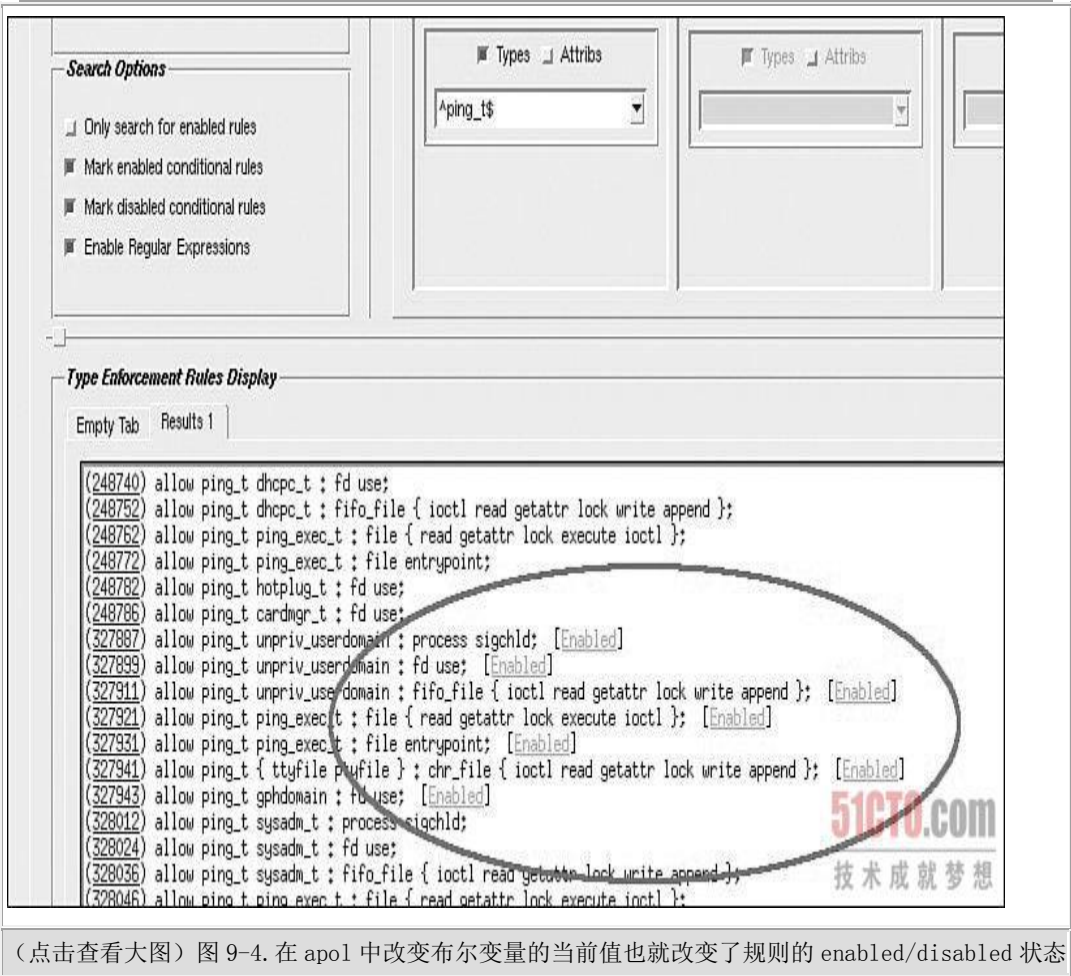 Search Options
Only search for enabled rules
Mark enabled conditional rules
Mark disabled conditional rules
Enable Regular Expressions
Types Attribs
^ping_t$
Types Attribs
Type Enforcement Rules Display
Empty Tab Results 1
(248740) allow ping_t dhcpc_t : fd use;
(248752) allow ping_t dhcpc_t : fifo_file { ioctl read getattr lock write append };
(248762) allow ping_t ping_exec_t : file { read getattr lock execute ioctl };
(248772) allow ping_t ping_exec_t : file entrypoint;
(248782) allow ping_t hotplug_t : fd use;
(248786) allow ping_t cardmgr_t : fd use;
(327887) allow ping_t unpriv_userdomain : process sigchld; [Enabled]
(327899) allow ping_t unpriv_userdomain : fd use; [Enabled]
(327911) allow ping_t unpriv_userdomain : fifo_file { ioctl read getattr lock write append }; [Enabled]
(327921) allow ping_t ping_exec_t : file { read getattr lock execute ioctl }; [Enabled]
(327931) allow ping_t ping_exec_t : file entrypoint; [Enabled]
(327941) allow ping_t { ttyfile ptyfile } : chr_file { ioctl read getattr lock write append }; [Enabled]
(327943) allow ping_t gphdomain : fd use; [Enabled]
(328012) allow ping_t sysadm_t : process sigchld;
(328024) allow ping_t sysadm_t : fd use;
(328036) allow ping_t sysadm_t : fifo_file { ioctl read getattr lock write append };
(328046) allow ping_t ping_exec_t : file { read getattr lock execute ioctl };
51CTO.com
技术成就梦想
（点击查看大图）图 9-4.在 apol 中改变布尔变量的当前值也就改变了规则的 enabled/disabled 状态